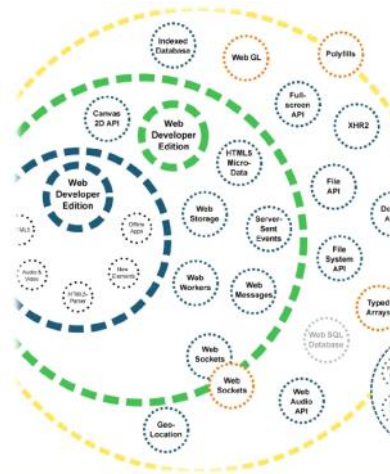 Indexed
Database
Web GL
Polyfills
Full-
screen
API
XHR2
Canvas
2D API
Web
Developer
Edition
HTML5
Micro-
Data
File
API
Web
Developer
Edition
Web
Storage
Server-
Sent
Events
Offline
Apps
File
System
API
Audio &
Video
New
Elements
HTML5-
Parser
Web
Workers
Web
Messages
Typed
Arrays
Web SQL
Database
Web
Sockets
Web
Sockets
Web
Audio
API
Geo-
Location